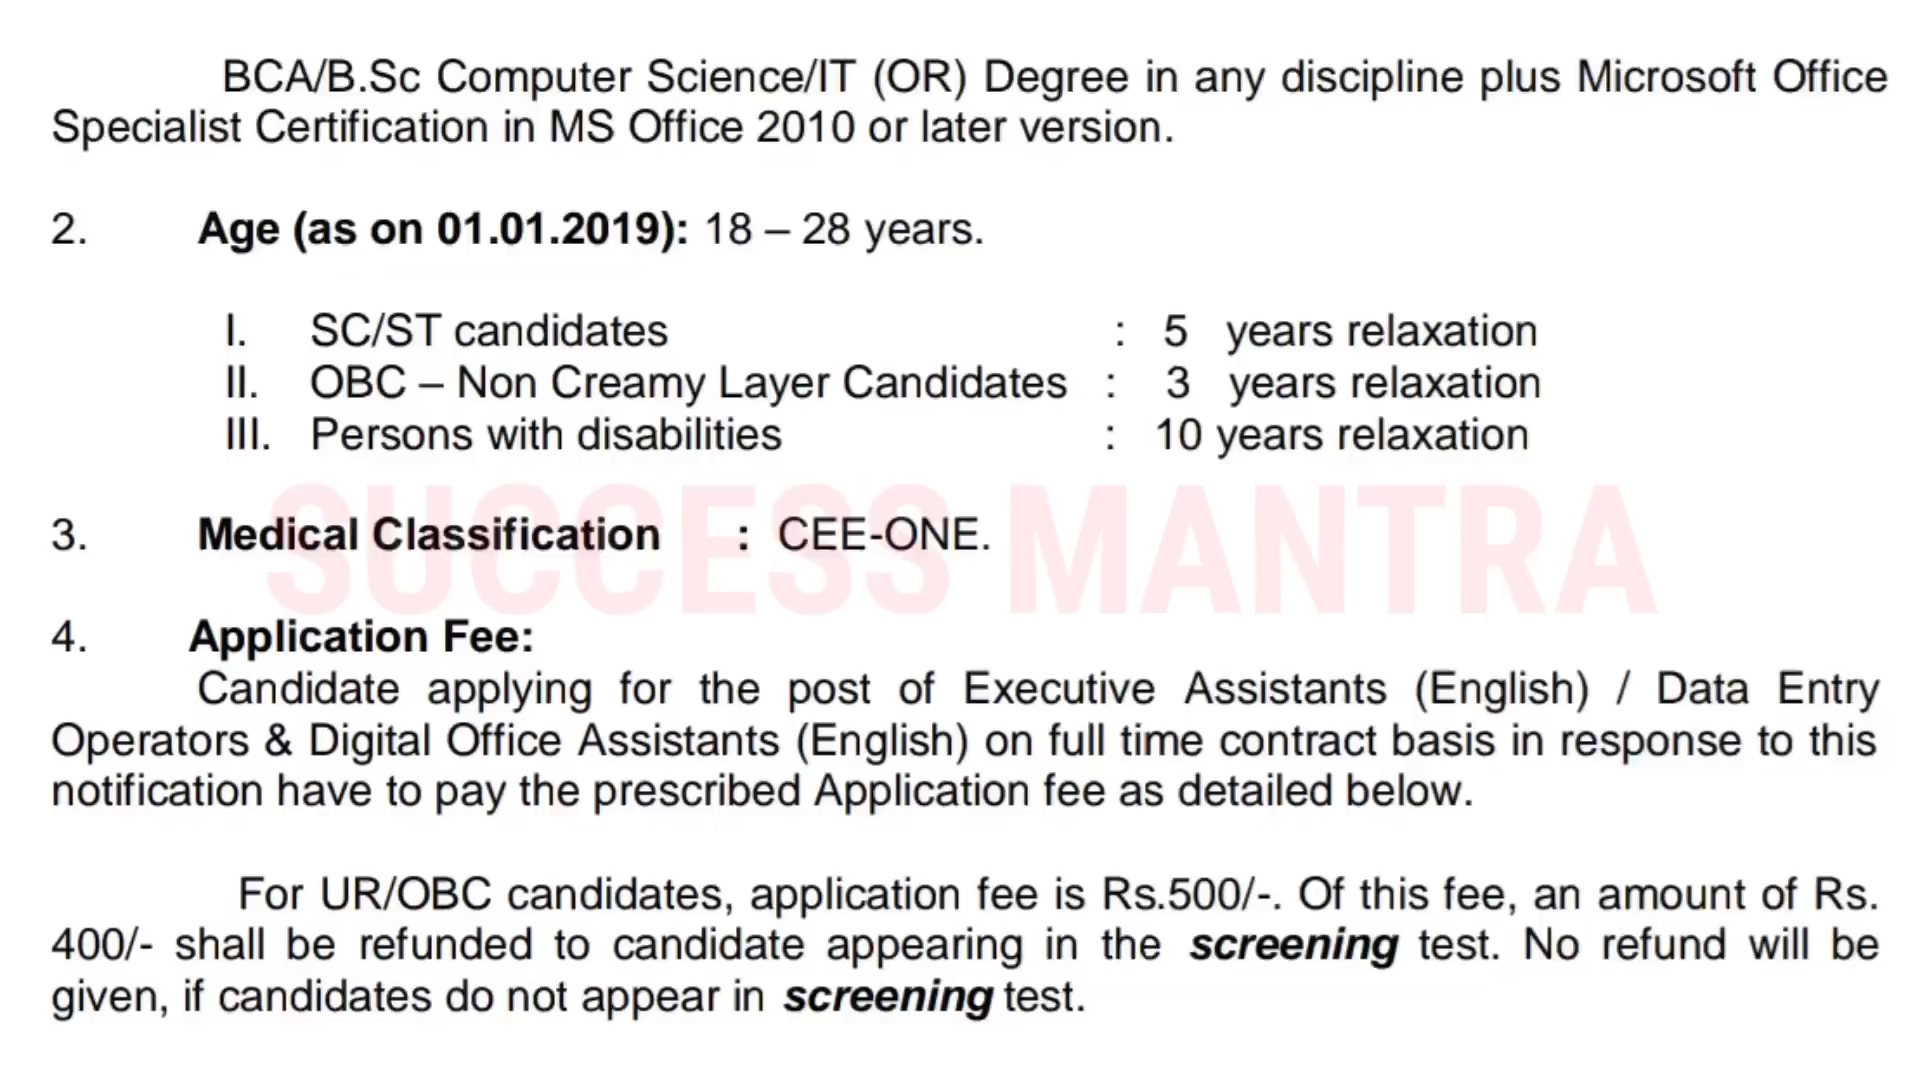 BCA/B.Sc Computer Science/IT (OR) Degree in any discipline plus Microsoft Office
Specialist Certification in MS Office 2010 or later version.
2. Age (as on 01.01.2019): 18 – 28 years.
I. SC/ST candidates : 5 years relaxation
II. OBC – Non Creamy Layer Candidates : 3 years relaxation
III. Persons with disabilities : 10 years relaxation
SUCCESS MANTRA
3. Medical Classification : CEE-ONE.
4. Application Fee:
Candidate applying for the post of Executive Assistants (English) / Data Entry
Operators & Digital Office Assistants (English) on full time contract basis in response to this
notification have to pay the prescribed Application fee as detailed below.
For UR/OBC candidates, application fee is Rs.500/-. Of this fee, an amount of Rs.
400/- shall be refunded to candidate appearing in the screening test. No refund will be
given, if candidates do not appear in screening test.